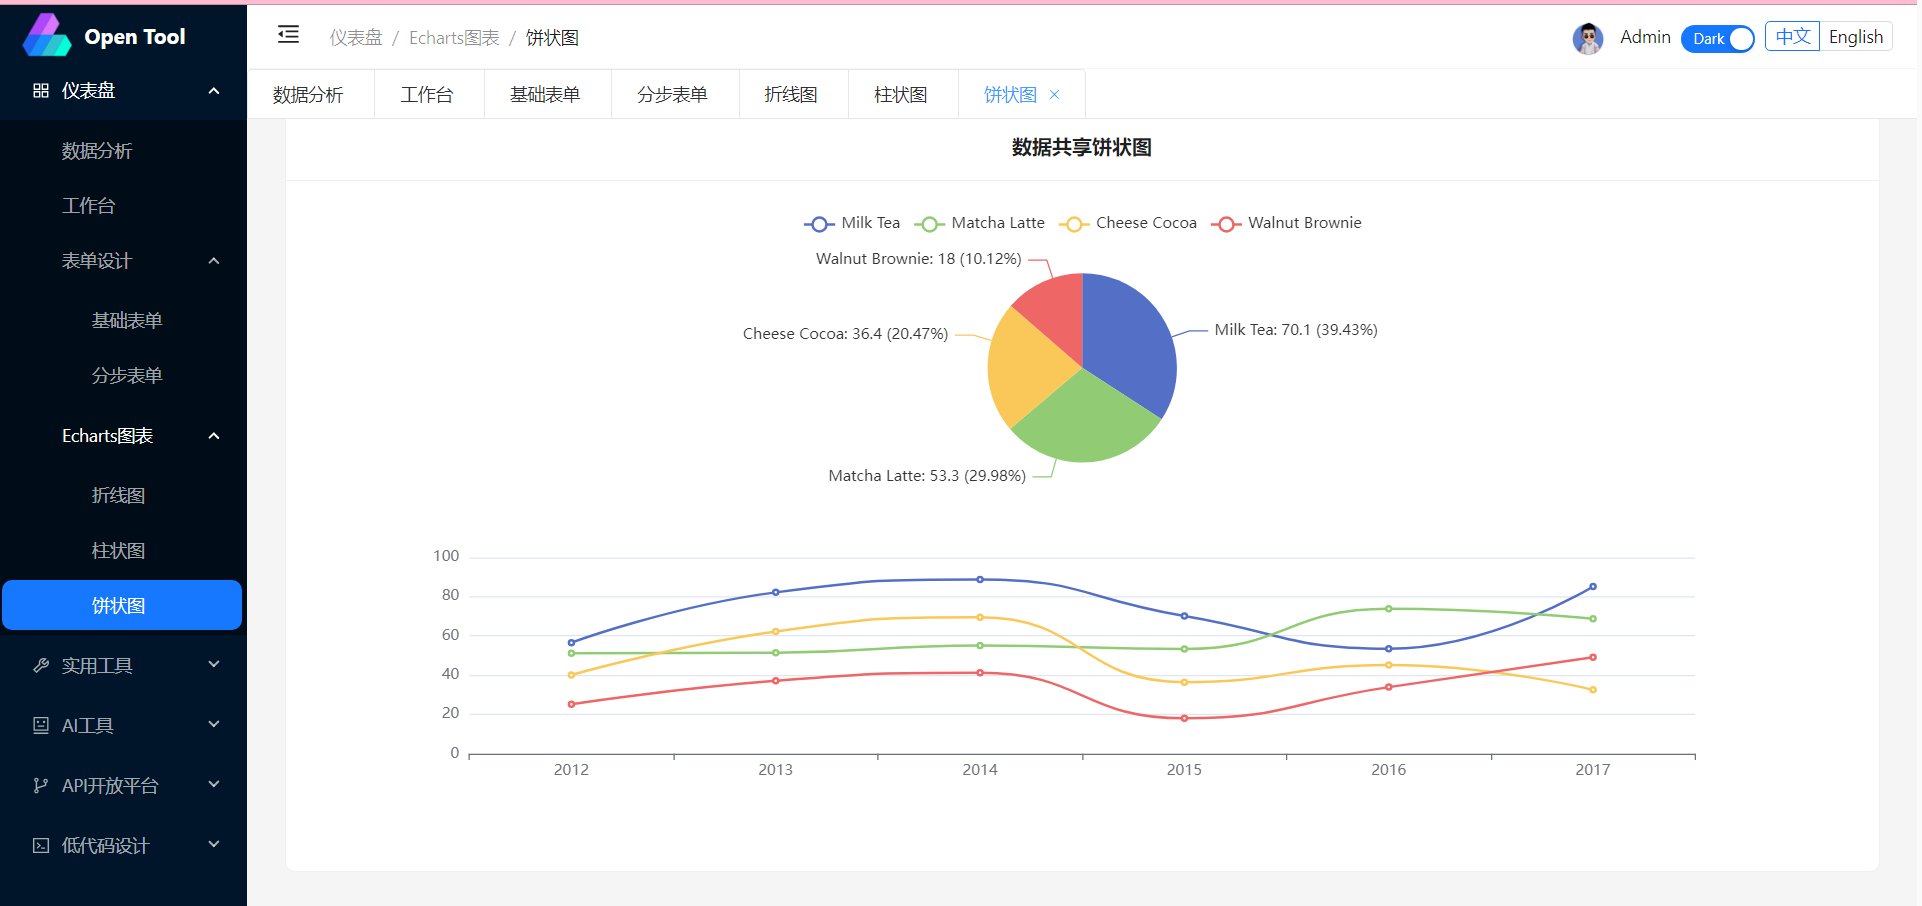 Open Tool
仪表盘
数据分析
工作台
表单设计
基础表单
分步表单
Echarts图表
折线图
柱状图
饼状图
实用工具
AI工具
API开放平台
低代码设计
仪表盘 / Echarts图表 / 饼状图
Admin Dark 中文 English
数据分析 工作台 基础表单 分步表单 折线图 柱状图 饼状图
数据共享饼状图
Milk Tea Matcha Latte Cheese Cocoa Walnut Brownie
Walnut Brownie: 18 (10.12%)
Milk Tea: 70.1 (39.43%)
Cheese Cocoa: 36.4 (20.47%)
Matcha Latte: 53.3 (29.98%)
100
80
60
40
20
0
2012 2013 2014 2015 2016 2017